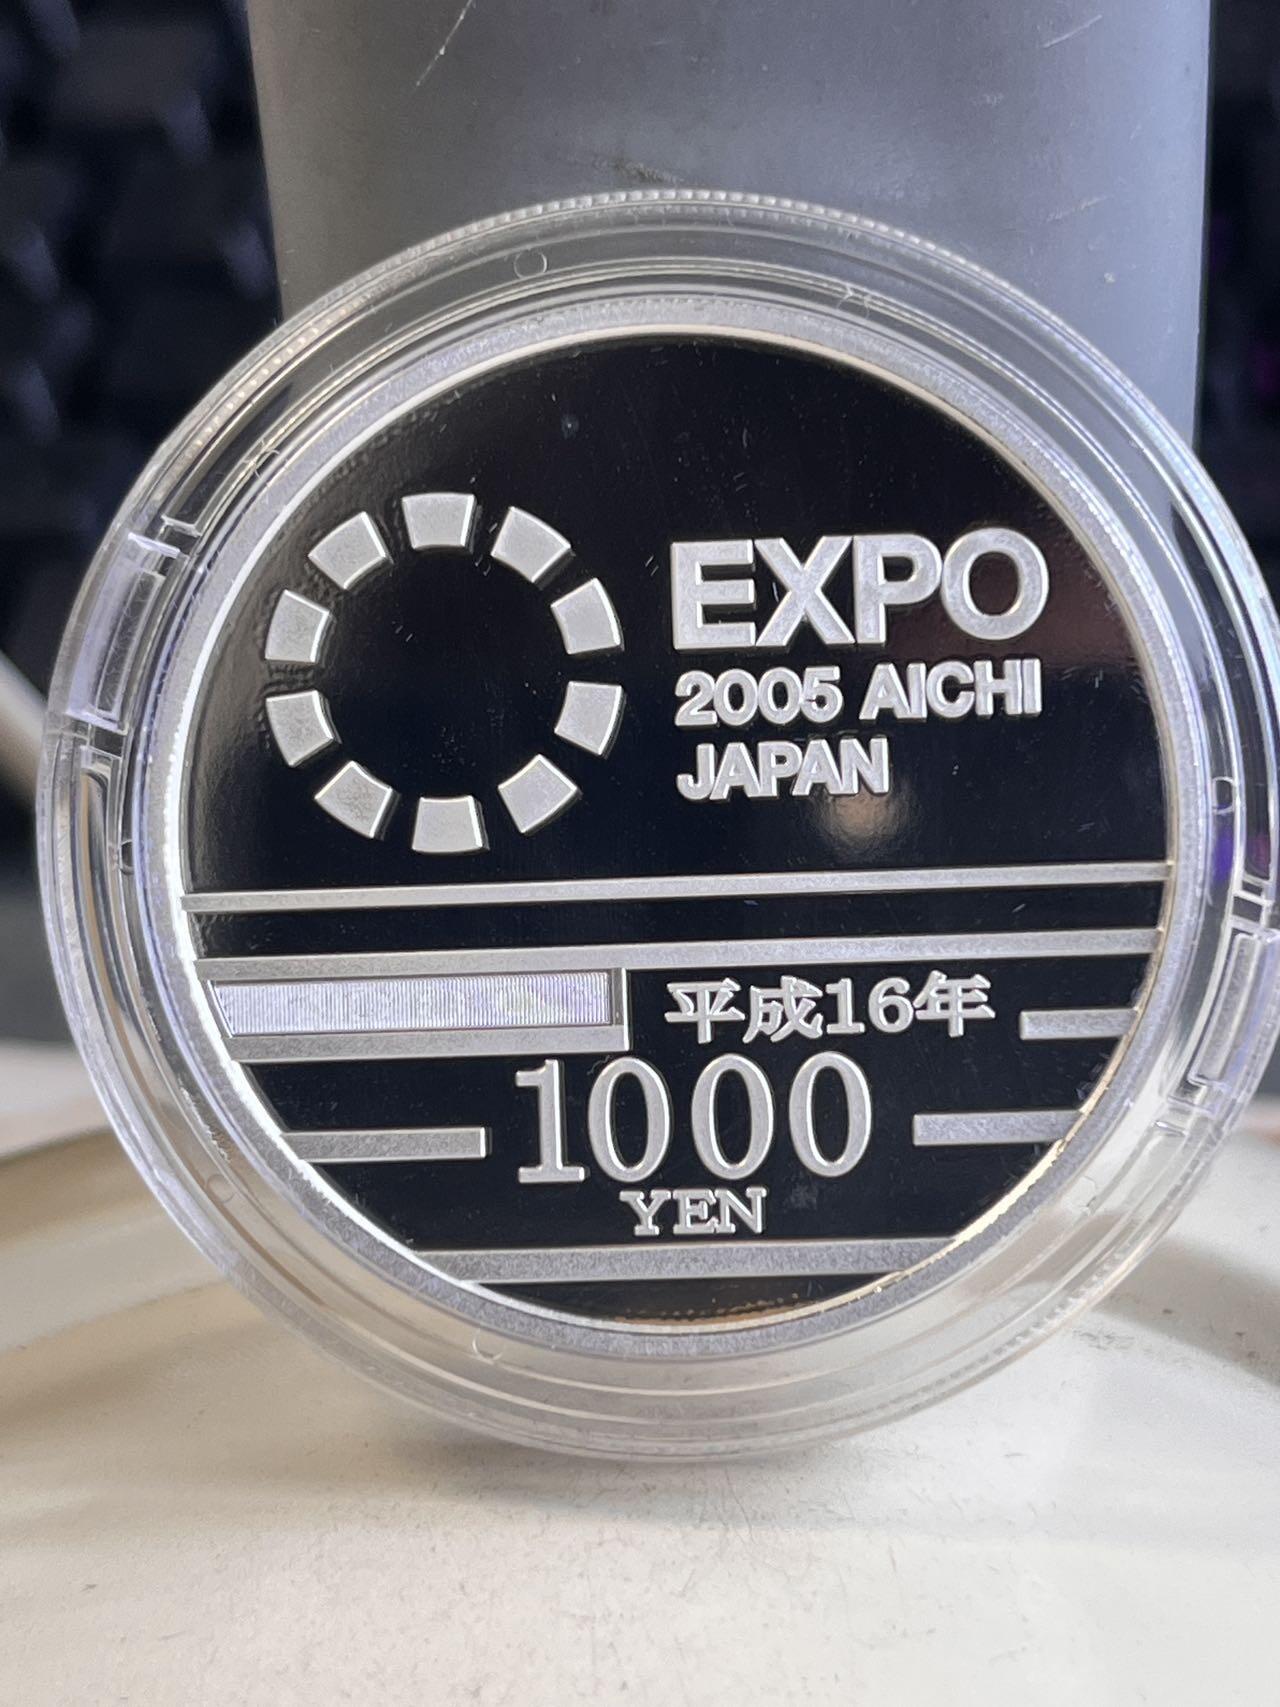 EXPO
2005 AICHI
JAPAN
平成16年
1000
YEN